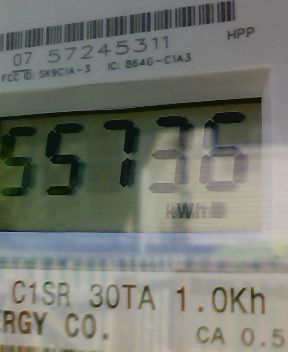 07 57245311
HPP
FCC ID: SK9C1A-3 IC: 864G-C1A3
55736
kWh
C1SR 30TA 1.0Kh
RGY CO. CA 0.5